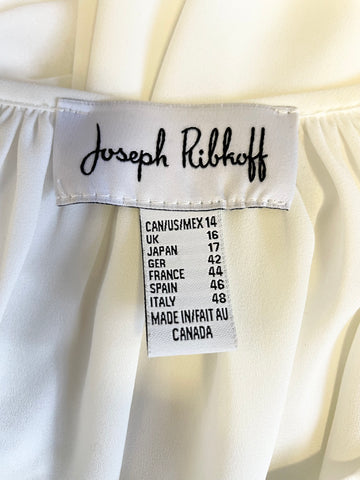 Joseph Ribkoff
CAN/US/MEX 14
UK 16
JAPAN 17
GER 42
FRANCE 44
SPAIN 46
ITALY 48
MADE IN/FAIT AU
CANADA